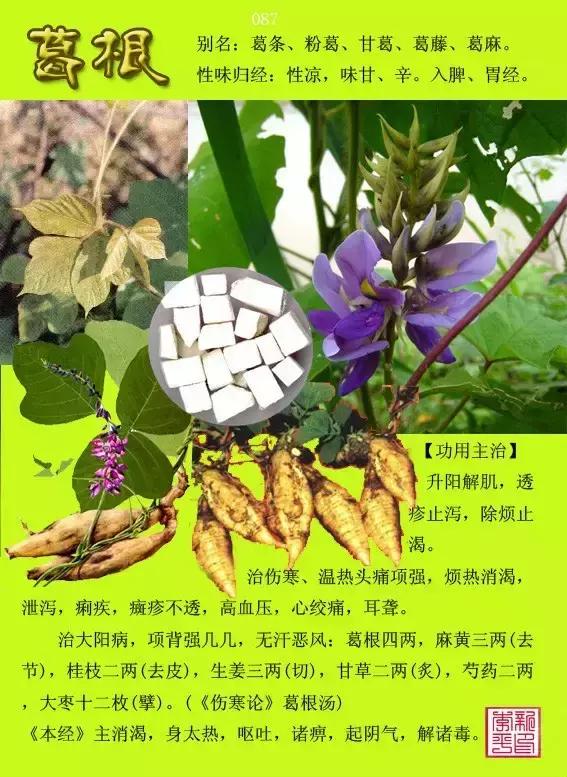 087
葛根
别名：葛条、粉葛、甘葛、葛藤、葛麻。
性味归经：性凉，味甘、辛。入脾、胃经。
【功用主治】
升阳解肌，透
疹止泻，除烦止
渴。
治伤寒、温热头痛项强，烦热消渴，
泄泻，痢疾，癍疹不透，高血压，心绞痛，耳聋。
治太阳病，项背强几几，无汗恶风：葛根四两，麻黄三两(去
节)，桂枝二两(去皮)，生姜三两(切)，甘草二两(炙)，芍药二两
，大枣十二枚(擘)。(《伤寒论》葛根汤)
《本经》主消渴，身太热，呕吐，诸痹，起阴气，解诸毒。